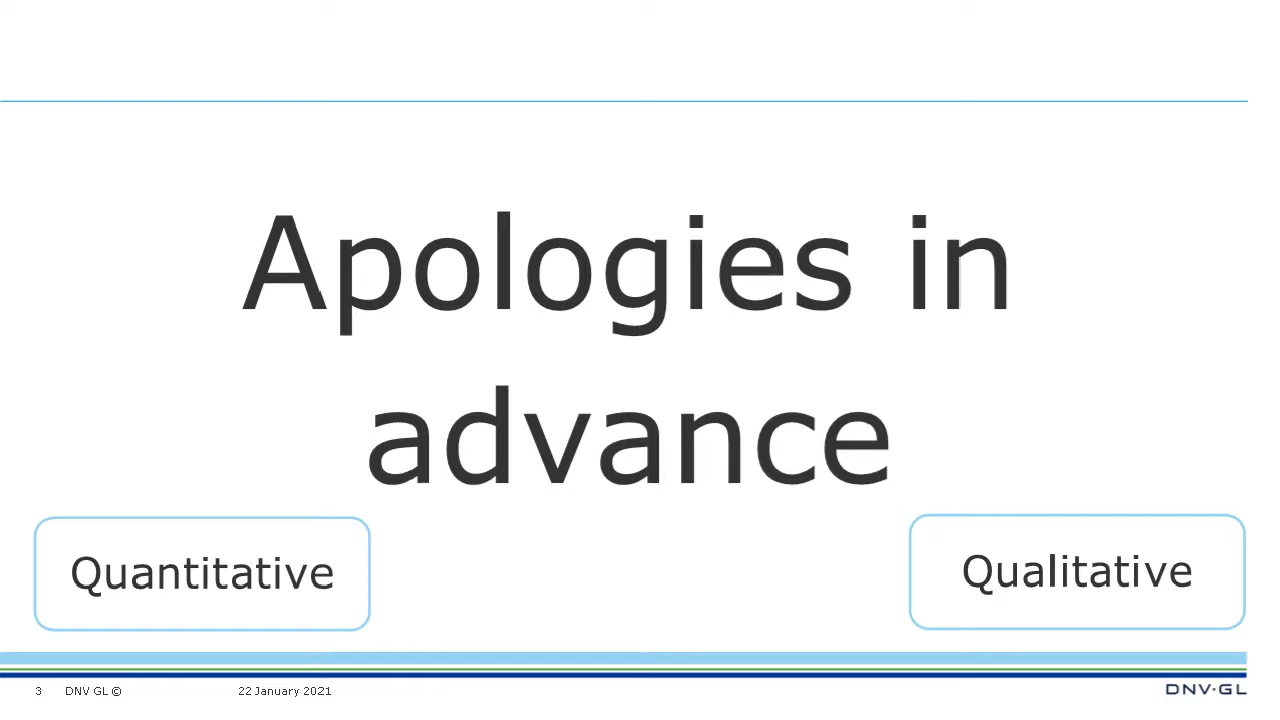 Apologies in
advance
Quantitative
Qualitative
3 DNV GL © 22 January 2021
DNV·GL